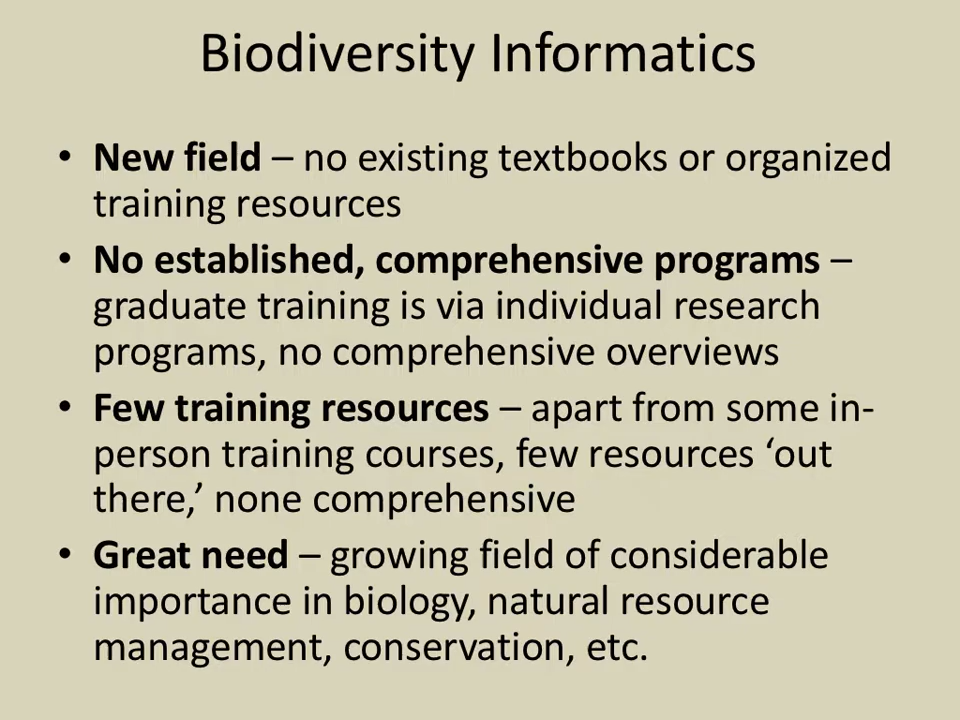 Biodiversity Informatics
• New field – no existing textbooks or organized
training resources
• No established, comprehensive programs –
graduate training is via individual research
programs, no comprehensive overviews
• Few training resources – apart from some in-
person training courses, few resources ‘out
there,’ none comprehensive
• Great need – growing field of considerable
importance in biology, natural resource
management, conservation, etc.